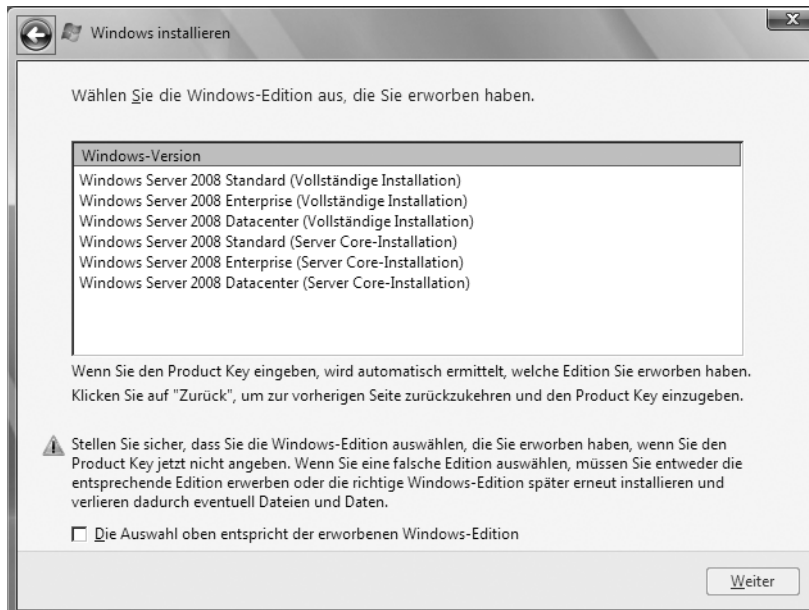 Windows installieren
Wählen Sie die Windows-Edition aus, die Sie erworben haben.
Windows-Version
Windows Server 2008 Standard (Vollständige Installation)
Windows Server 2008 Enterprise (Vollständige Installation)
Windows Server 2008 Datacenter (Vollständige Installation)
Windows Server 2008 Standard (Server Core-Installation)
Windows Server 2008 Enterprise (Server Core-Installation)
Windows Server 2008 Datacenter (Server Core-Installation)
Wenn Sie den Product Key eingeben, wird automatisch ermittelt, welche Edition Sie erworben haben.
Klicken Sie auf "Zurück", um zur vorherigen Seite zurückzukehren und den Product Key einzugeben.
Stellen Sie sicher, dass Sie die Windows-Edition auswählen, die Sie erworben haben, wenn Sie den
Product Key jetzt nicht angeben. Wenn Sie eine falsche Edition auswählen, müssen Sie entweder die
entsprechende Edition erwerben oder die richtige Windows-Edition später erneut installieren und
verlieren dadurch eventuell Dateien und Daten.
Die Auswahl oben entspricht der erworbenen Windows-Edition
Weiter